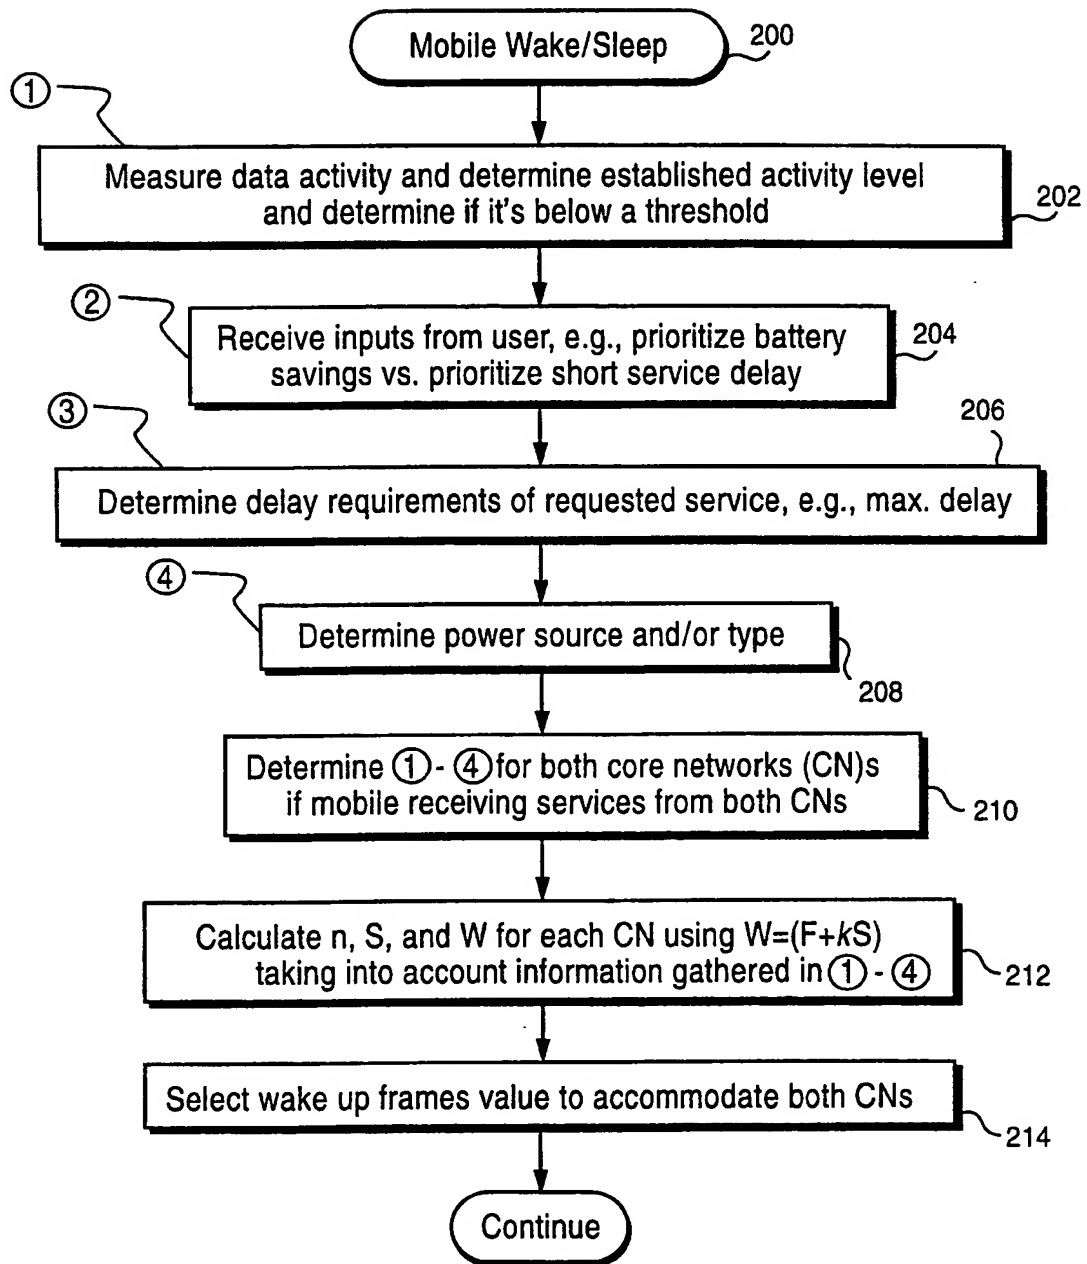 Mobile Wake/Sleep
200
①
Measure data activity and determine established activity level
and determine if it's below a threshold
202
②
Receive inputs from user, e.g., prioritize battery
savings vs. prioritize short service delay
204
③
206
Determine delay requirements of requested service, e.g., max. delay
④
Determine power source and/or type
208
Determine ① - ④ for both core networks (CN)s
if mobile receiving services from both CNs
210
Calculate n, S, and W for each CN using W=(F+kS)
taking into account information gathered in ① - ④
212
Select wake up frames value to accommodate both CNs
214
Continue